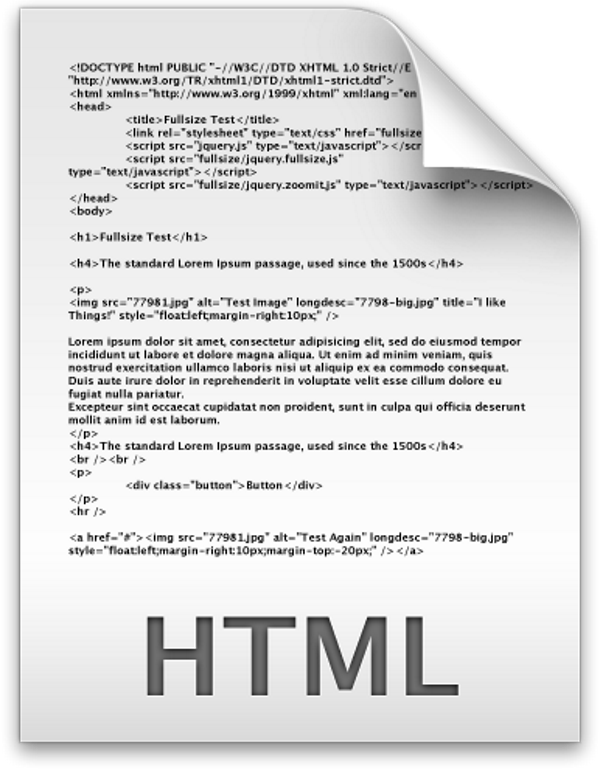 <!DOCTYPE html PUBLIC "-//W3C//DTD XHTML 1.0 Strict//E
"http://www.w3.org/TR/xhtml1/DTD/xhtml1-strict.dtd">
<html xmlns="http://www.w3.org/1999/xhtml" xml:lang="en
<head>
<title>Fullsize Test</title>
<link rel="stylesheet" type="text/css" href="fullsize
<script src="jquery.js" type="text/javascript"></scr
<script src="fullsize/jquery.fullsize.js"
type="text/javascript"></script>
<script src="fullsize/jquery.zoomit.js" type="text/javascript"></script>
</head>
<body>
<h1>Fullsize Test</h1>
<h4>The standard Lorem Ipsum passage, used since the 1500s</h4>
<p>
<img src="77981.jpg" alt="Test Image" longdesc="7798-big.jpg" title="I like
Things!" style="float:left;margin-right:10px;" />
Lorem ipsum dolor sit amet, consectetur adipisicing elit, sed do eiusmod tempor
incididunt ut labore et dolore magna aliqua. Ut enim ad minim veniam, quis
nostrud exercitation ullamco laboris nisi ut aliquip ex ea commodo consequat.
Duis aute irure dolor in reprehenderit in voluptate velit esse cillum dolore eu
fugiat nulla pariatur.
Excepteur sint occaecat cupidatat non proident, sunt in culpa qui officia deserunt
mollit anim id est laborum.
</p>
<h4>The standard Lorem Ipsum passage, used since the 1500s</h4>
<br /><br />
<p>
<div class="button">Button</div>
</p>
<hr />
<a href="#"><img src="77981.jpg" alt="Test Again" longdesc="7798-big.jpg"
style="float:left;margin-right:10px;margin-top:-20px;" /></a>
HTML